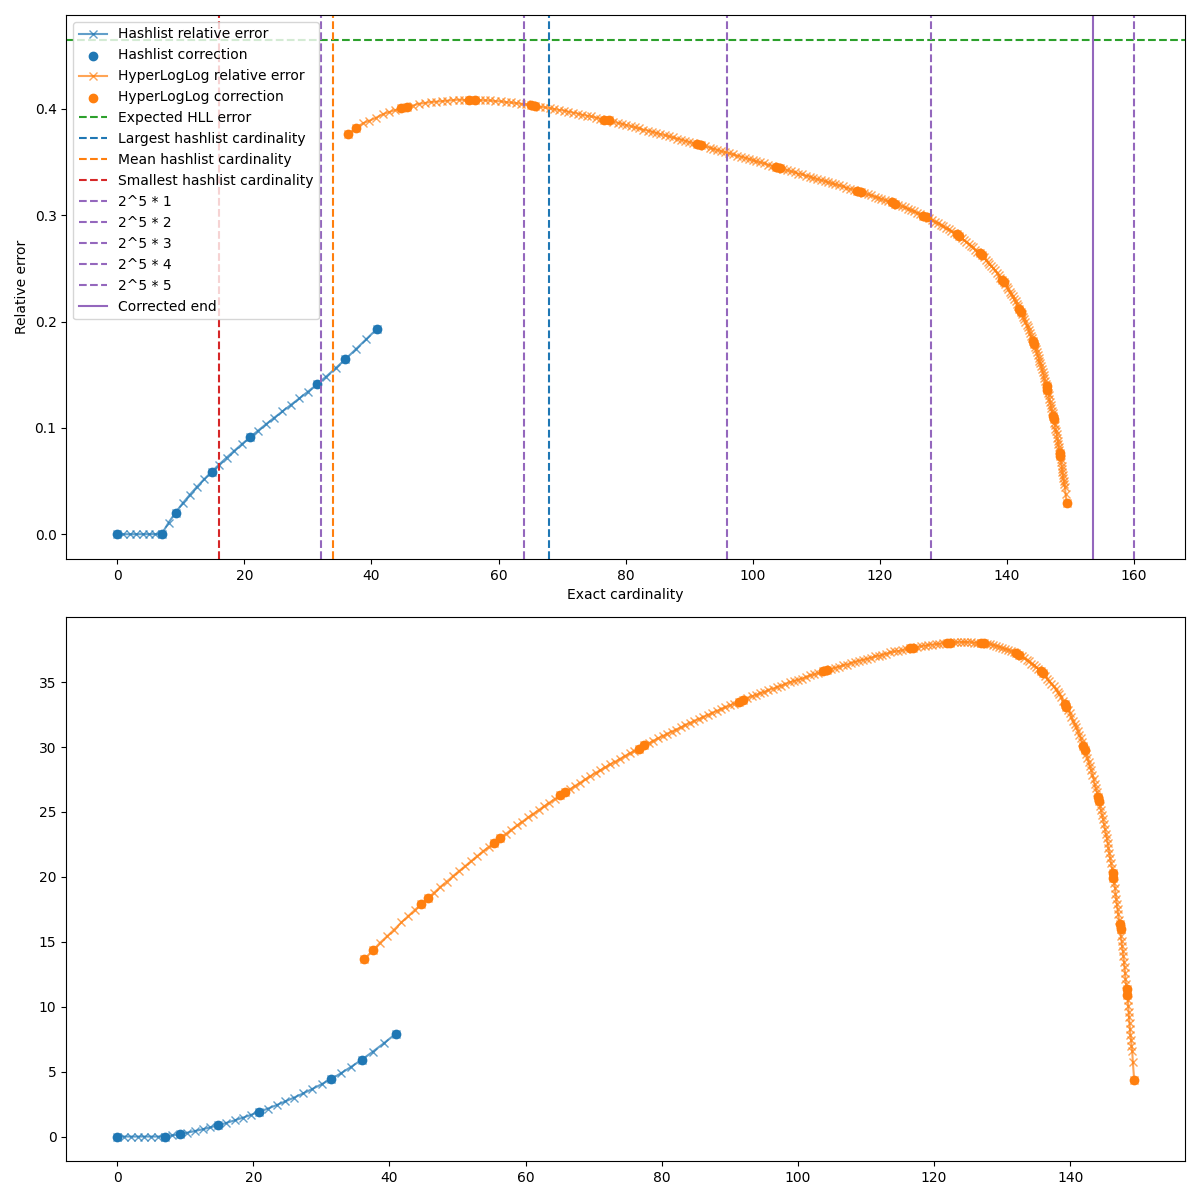 Hashlist relative error
Hashlist correction
HyperLogLog relative error
HyperLogLog correction
Expected HLL error
Largest hashlist cardinality
Mean hashlist cardinality
Smallest hashlist cardinality
2^5 * 1
2^5 * 2
2^5 * 3
2^5 * 4
2^5 * 5
Corrected end
Relative error
0.4
0.3
0.2
0.1
0.0
0 20 40 60 80 100 120 140 160
Exact cardinality
35
30
25
20
15
10
5
0
0 20 40 60 80 100 120 140